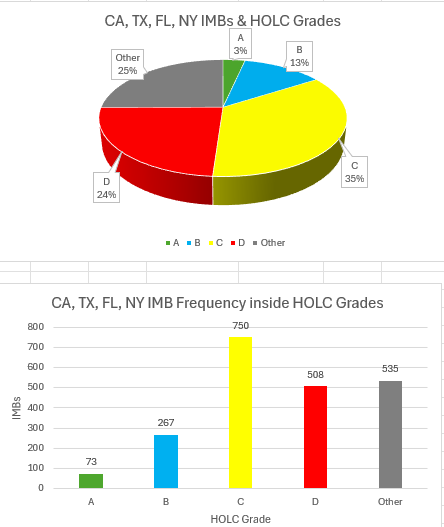 CA, TX, FL, NY IMBs & HOLC Grades
A
3%
B
13%
Other
25%
C
35%
D
24%
A B C D Other
CA, TX, FL, NY IMB Frequency inside HOLC Grades
800
700
600
500
400
300
200
100
0
IMBs
73
267
750
508
535
A B C D Other
HOLC Grade